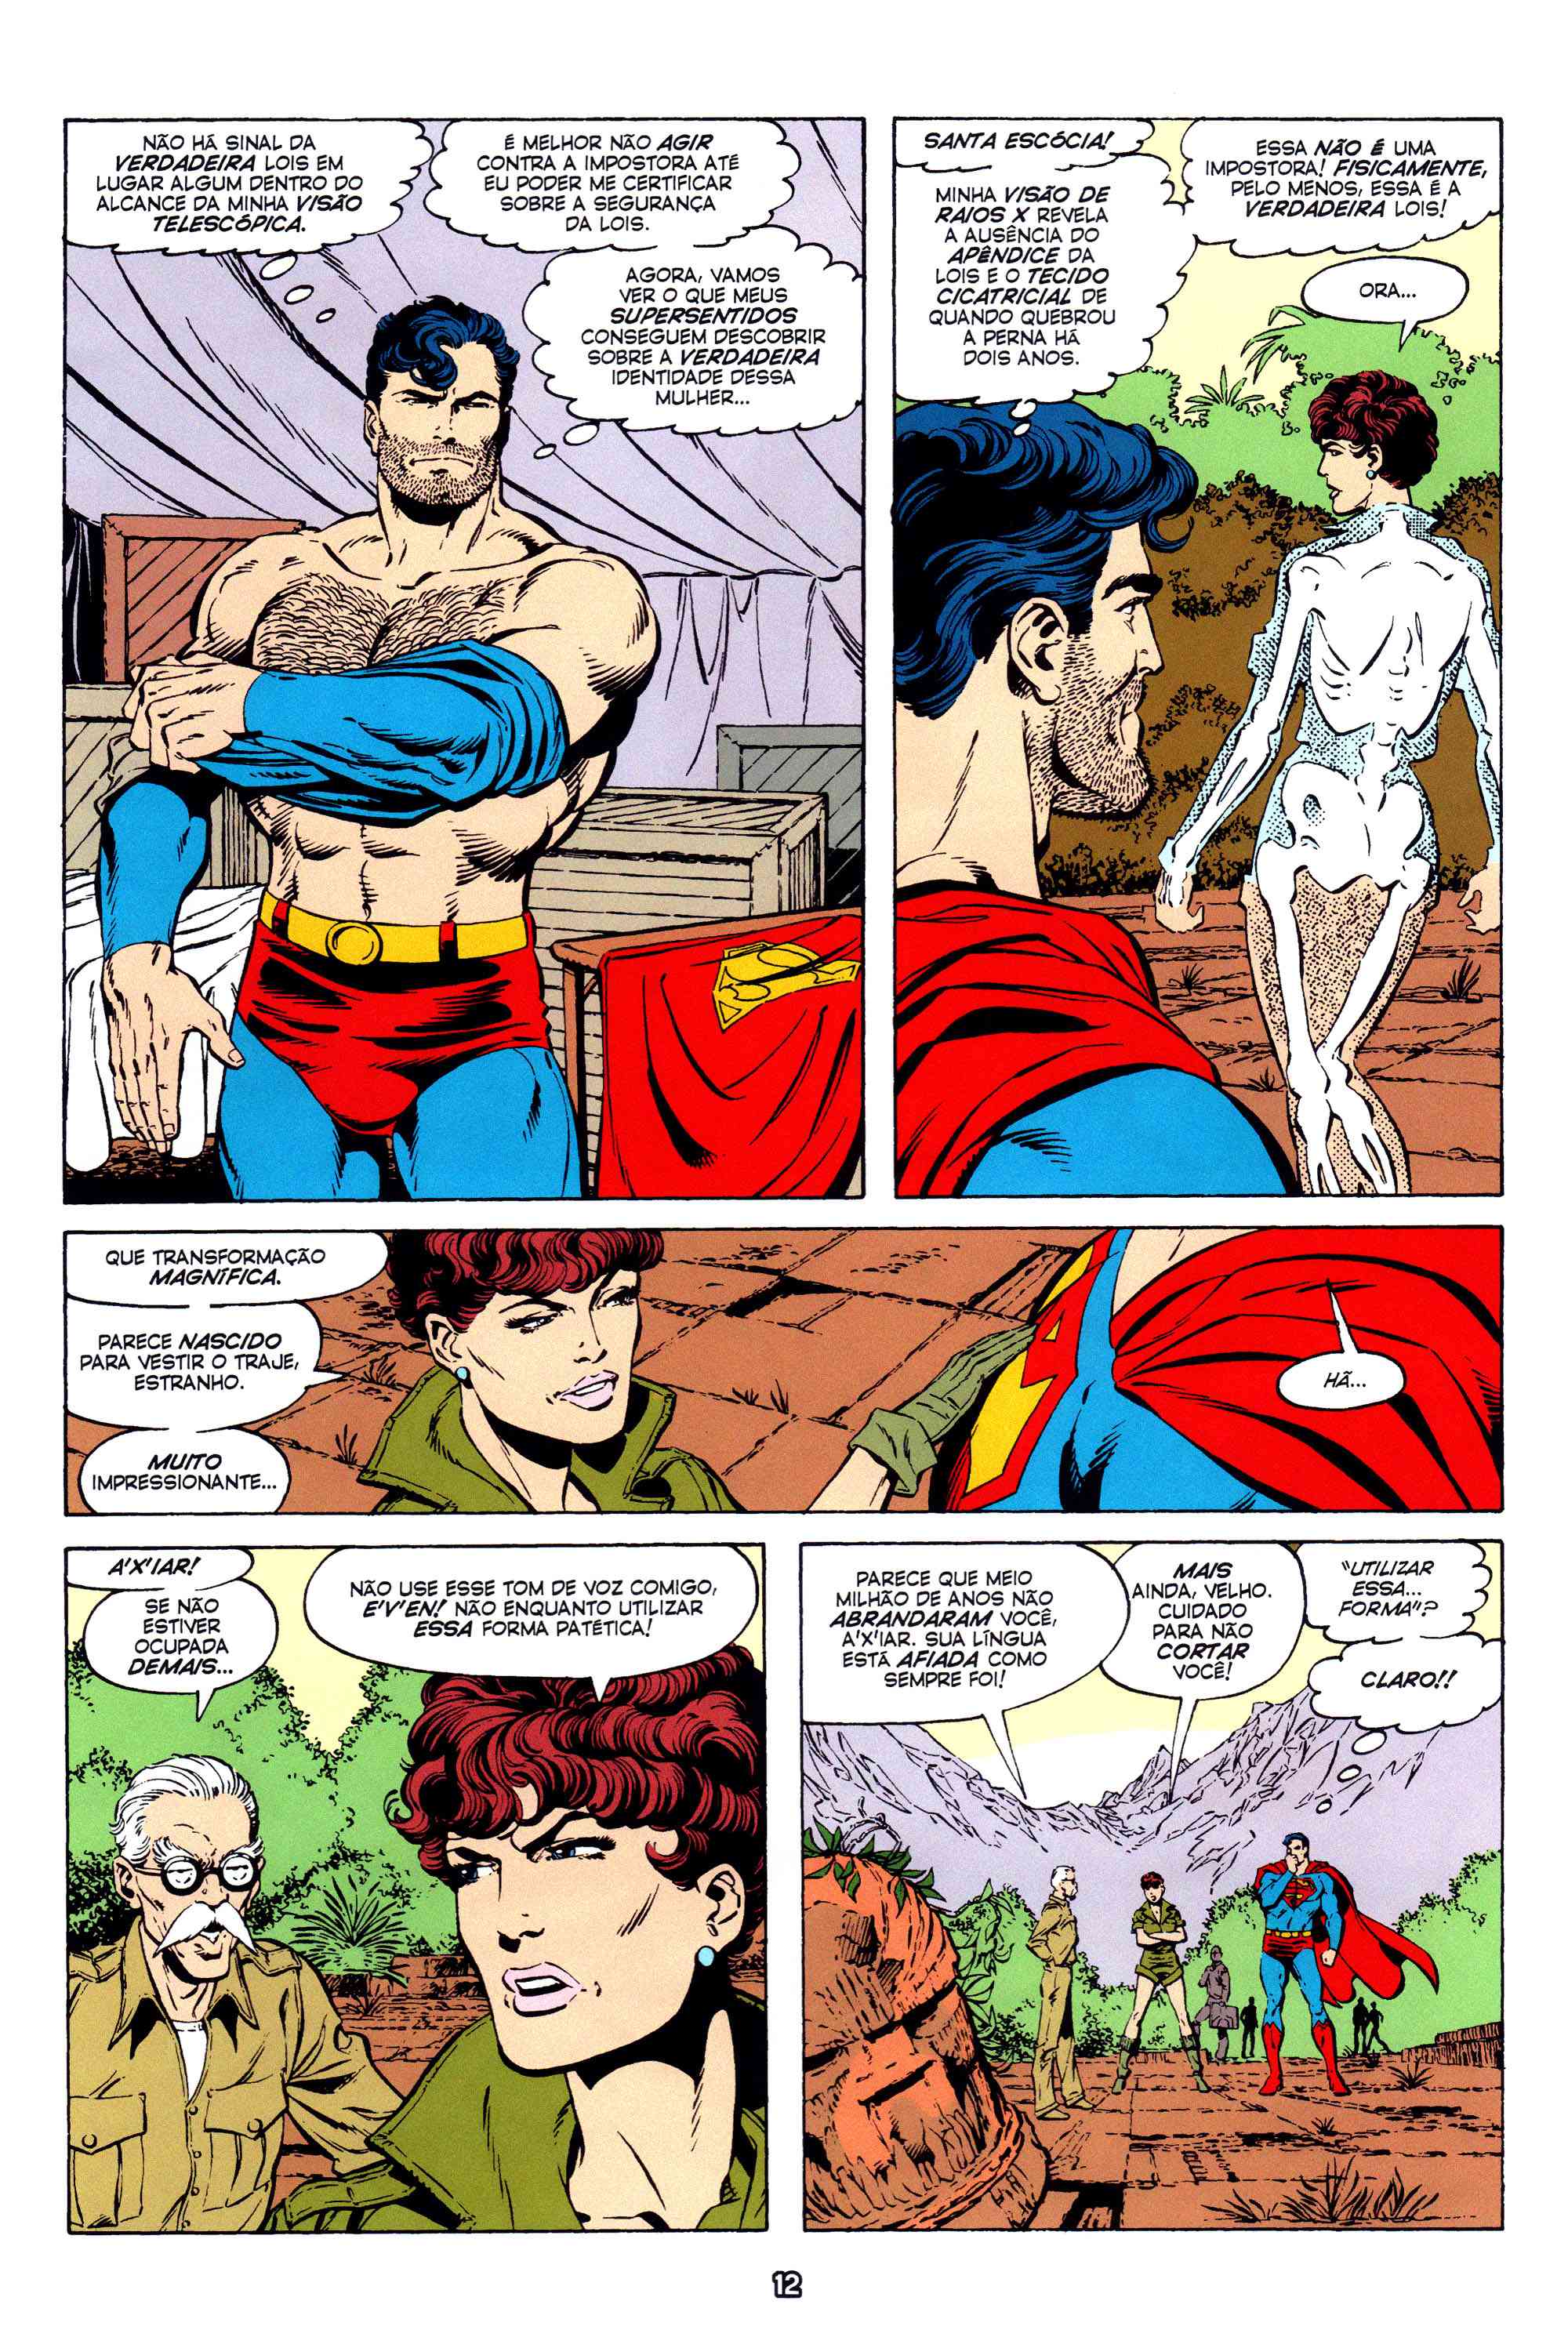 NÃO HÁ SINAL DA
VERDADEIRA LOIS EM
LUGAR ALGUM DENTRO DO
ALCANCE DA MINHA VISÃO
TELESCÓPICA.
É MELHOR NÃO AGIR
CONTRA A IMPOSTORA ATÉ
EU PODER ME CERTIFICAR
SOBRE A SEGURANÇA
DA LOIS.
AGORA, VAMOS
VER O QUE MEUS
SUPERSENTIDOS
CONSEGUEM DESCOBRIR
SOBRE A VERDADEIRA
IDENTIDADE DESSA
MULHER...
SANTA ESCÓCIA!
MINHA VISÃO DE
RAIOS X REVELA
A AUSÊNCIA DO
APÊNDICE DA
LOIS E O TECIDO
CICATRICIAL DE
QUANDO QUEBROU
A PERNA HÁ
DOIS ANOS.
ESSA NÃO É UMA
IMPOSTORA! FISICAMENTE,
PELO MENOS, ESSA É A
VERDADEIRA LOIS!
ORA...
QUE TRANSFORMAÇÃO
MAGNÍFICA.
PARECE NASCIDO
PARA VESTIR O TRAJE,
ESTRANHO.
MUITO
IMPRESSIONANTE...
HÃ...
A'X'IAR!
SE NÃO
ESTIVER
OCUPADA
DEMAIS...
NÃO USE ESSE TOM DE VOZ COMIGO,
E'V'EN! NÃO ENQUANTO UTILIZAR
ESSA FORMA PATÉTICA!
PARECE QUE MEIO
MILHÃO DE ANOS NÃO
ABRANDARAM VOCÊ,
A'X'IAR. SUA LÍNGUA
ESTÁ AFIADA COMO
SEMPRE FOI!
MAIS
AINDA, VELHO.
CUIDADO
PARA NÃO
CORTAR
VOCÊ!
"UTILIZAR
ESSA...
FORMA"?
CLARO!!
12